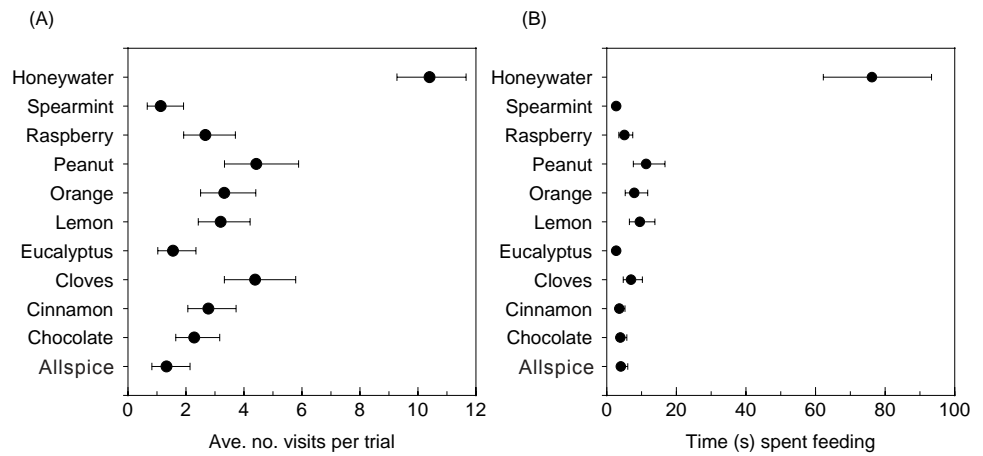 (A)
Honeywater
Spearmint
Raspberry
Peanut
Orange
Lemon
Eucalyptus
Cloves
Cinnamon
Chocolate
Allspice
0 2 4 6 8 10 12
Ave. no. visits per trial
(B)
Honeywater
Spearmint
Raspberry
Peanut
Orange
Lemon
Eucalyptus
Cloves
Cinnamon
Chocolate
Allspice
0 20 40 60 80 100
Time (s) spent feeding